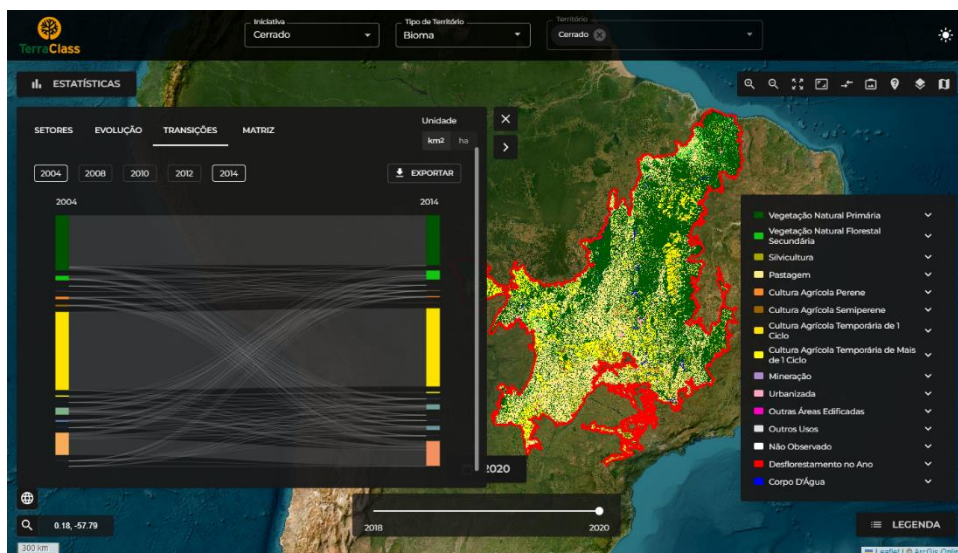 TerraClass
Iniciativa
Cerrado
Tipo de Território
Bioma
Território
Cerrado
ESTATÍSTICAS
SETORES EVOLUÇÃO TRANSIÇÕES MATRIZ
Unidade
km2 ha
2004 2008 2010 2012 2014
EXPORTAR
2004 2014
Vegetação Natural Primária
Vegetação Natural Florestal
Secundária
Silvicultura
Pastagem
Cultura Agrícola Perene
Cultura Agrícola Semiperene
Cultura Agrícola Temporária de 1
Ciclo
Cultura Agrícola Temporária de Mais
de 1 Ciclo
Mineração
Urbanizada
Outras Áreas Edificadas
Outros Usos
Não Observado
Desflorestamento no Ano
Corpo D'Água
2020
2018 2020
0.18, -57.79
LEGENDA
300 km
Leaflet | © ArcGis Onlin